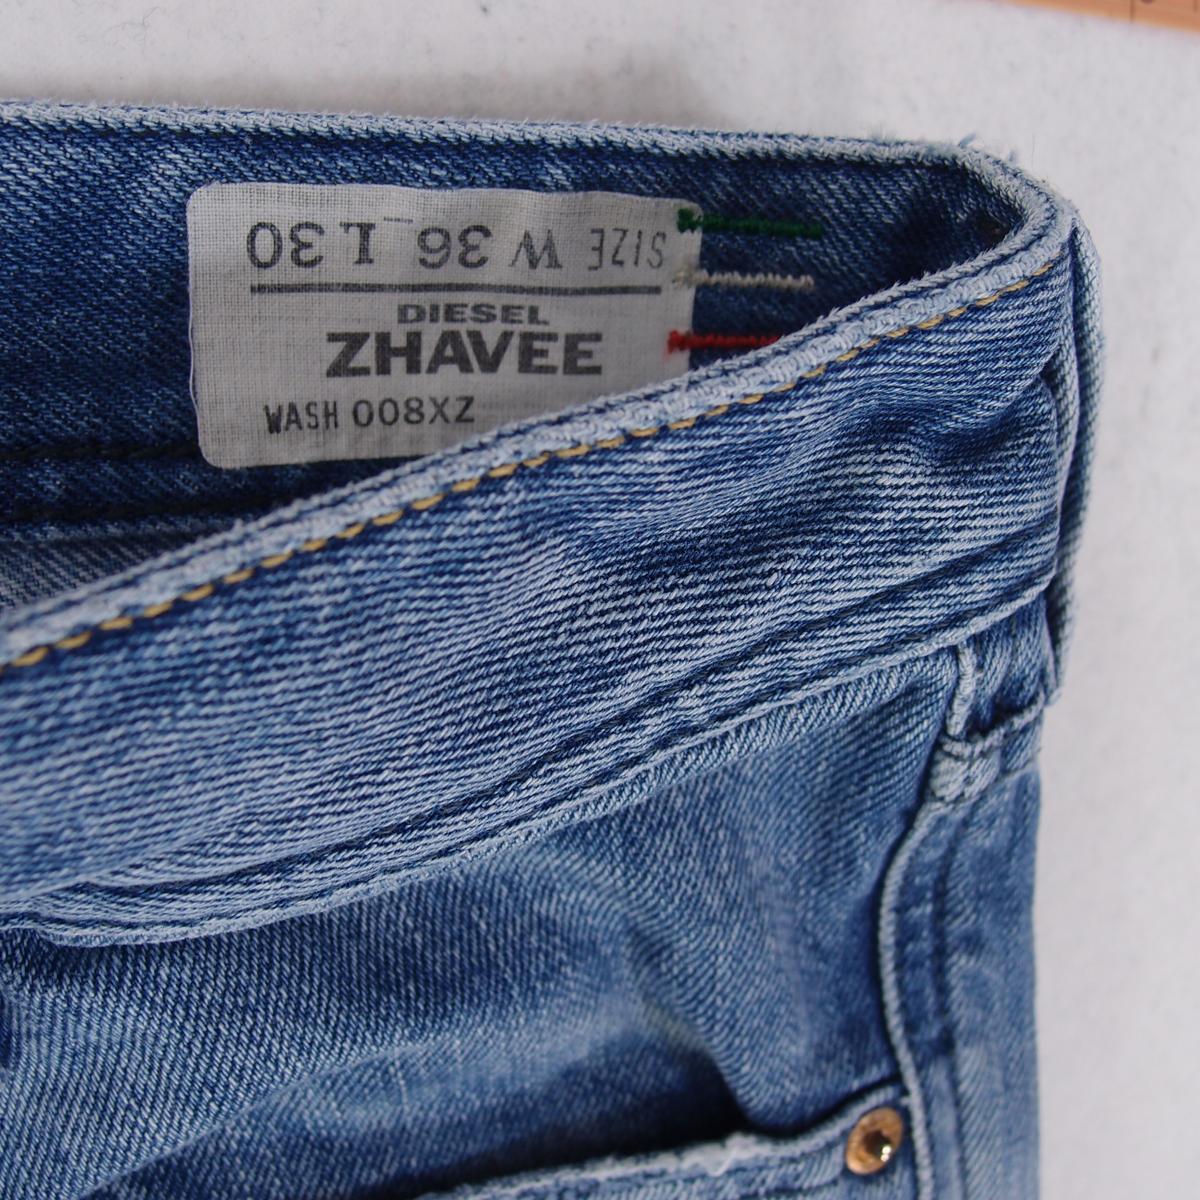 SIZE W 36 L 30
DIESEL
ZHAVEE
WASH 008XZ